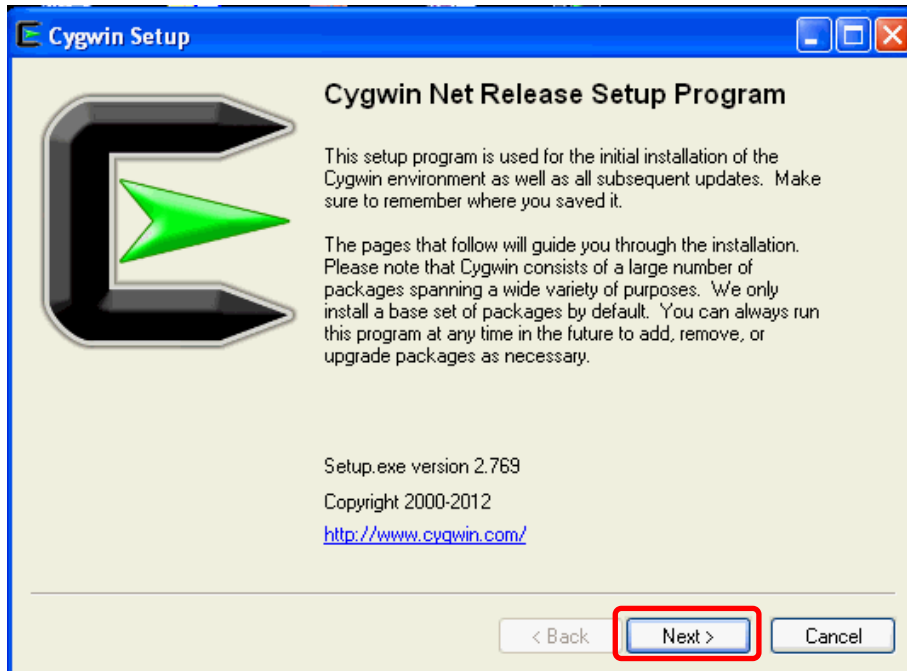 Cygwin Setup
Cygwin Net Release Setup Program
This setup program is used for the initial installation of the
Cygwin environment as well as all subsequent updates.  Make
sure to remember where you saved it.
The pages that follow will guide you through the installation.
Please note that Cygwin consists of a large number of
packages spanning a wide variety of purposes.  We only
install a base set of packages by default.  You can always run
this program at any time in the future to add, remove, or
upgrade packages as necessary.
Setup.exe version 2.769
Copyright 2000-2012
http://www.cygwin.com/
< Back
Next >
Cancel